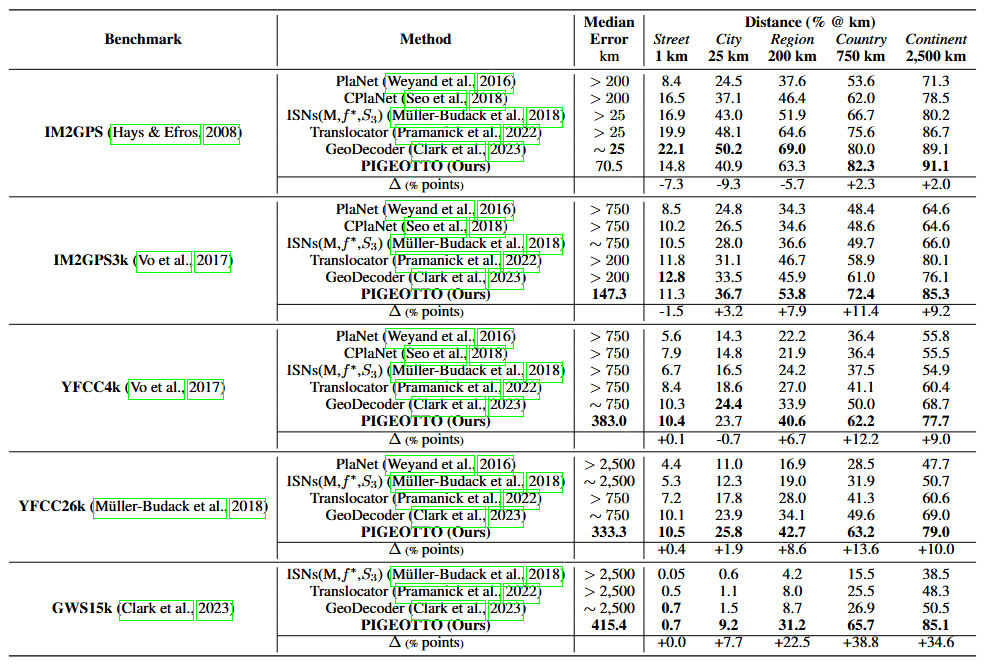 Benchmark Method Median Error km Distance (% @ km)
Street 1 km City 25 km Region 200 km Country 750 km Continent 2,500 km
IM2GPS (Hays & Efros, 2008)
PlaNet (Weyand et al., 2016) > 200 8.4 24.5 37.6 53.6 71.3
CPlaNet (Seo et al., 2018) > 200 16.5 37.1 46.4 62.0 78.5
ISNs(M,f*,S₃) (Müller-Budack et al., 2018) > 25 16.9 43.0 51.9 66.7 80.2
Translocator (Pramanick et al., 2022) > 25 19.9 48.1 64.6 75.6 86.7
GeoDecoder (Clark et al., 2023) ~ 25 22.1 50.2 69.0 80.0 89.1
PIGEOTTO (Ours) 70.5 14.8 40.9 63.3 82.3 91.1
Δ (% points) -7.3 -9.3 -5.7 +2.3 +2.0
IM2GPS3k (Vo et al., 2017)
PlaNet (Weyand et al., 2016) > 750 8.5 24.8 34.3 48.4 64.6
CPlaNet (Seo et al., 2018) > 750 10.2 26.5 34.6 48.6 64.6
ISNs(M,f*,S₃) (Müller-Budack et al., 2018) ~ 750 10.5 28.0 36.6 49.7 66.0
Translocator (Pramanick et al., 2022) > 200 11.8 31.1 46.7 58.9 80.1
GeoDecoder (Clark et al., 2023) > 200 12.8 33.5 45.9 61.0 76.1
PIGEOTTO (Ours) 147.3 11.3 36.7 53.8 72.4 85.3
Δ (% points) -1.5 +3.2 +7.9 +11.4 +9.2
YFCC4k (Vo et al., 2017)
PlaNet (Weyand et al., 2016) > 750 5.6 14.3 22.2 36.4 55.8
CPlaNet (Seo et al., 2018) > 750 7.9 14.8 21.9 36.4 55.5
ISNs(M,f*,S₃) (Müller-Budack et al., 2018) > 750 6.7 16.5 24.2 37.5 54.9
Translocator (Pramanick et al., 2022) > 750 8.4 18.6 27.0 41.1 60.4
GeoDecoder (Clark et al., 2023) ~ 750 10.3 24.4 33.9 50.0 68.7
PIGEOTTO (Ours) 383.0 10.4 23.7 40.6 62.2 77.7
Δ (% points) +0.1 -0.7 +6.7 +12.2 +9.0
YFCC26k (Müller-Budack et al., 2018)
PlaNet (Weyand et al., 2016) > 2,500 4.4 11.0 16.9 28.5 47.7
ISNs(M,f*,S₃) (Müller-Budack et al., 2018) ~ 2,500 5.3 12.3 19.0 31.9 50.7
Translocator (Pramanick et al., 2022) > 750 7.2 17.8 28.0 41.3 60.6
GeoDecoder (Clark et al., 2023) ~ 750 10.1 23.9 34.1 49.6 69.0
PIGEOTTO (Ours) 333.3 10.5 25.8 42.7 63.2 79.0
Δ (% points) +0.4 +1.9 +8.6 +13.6 +10.0
GWS15k (Clark et al., 2023)
ISNs(M,f*,S₃) (Müller-Budack et al., 2018) > 2,500 0.05 0.6 4.2 15.5 38.5
Translocator (Pramanick et al., 2022) > 2,500 0.5 1.1 8.0 25.5 48.3
GeoDecoder (Clark et al., 2023) ~ 2,500 0.7 1.5 8.7 26.9 50.5
PIGEOTTO (Ours) 415.4 0.7 9.2 31.2 65.7 85.1
Δ (% points) +0.0 +7.7 +22.5 +38.8 +34.6